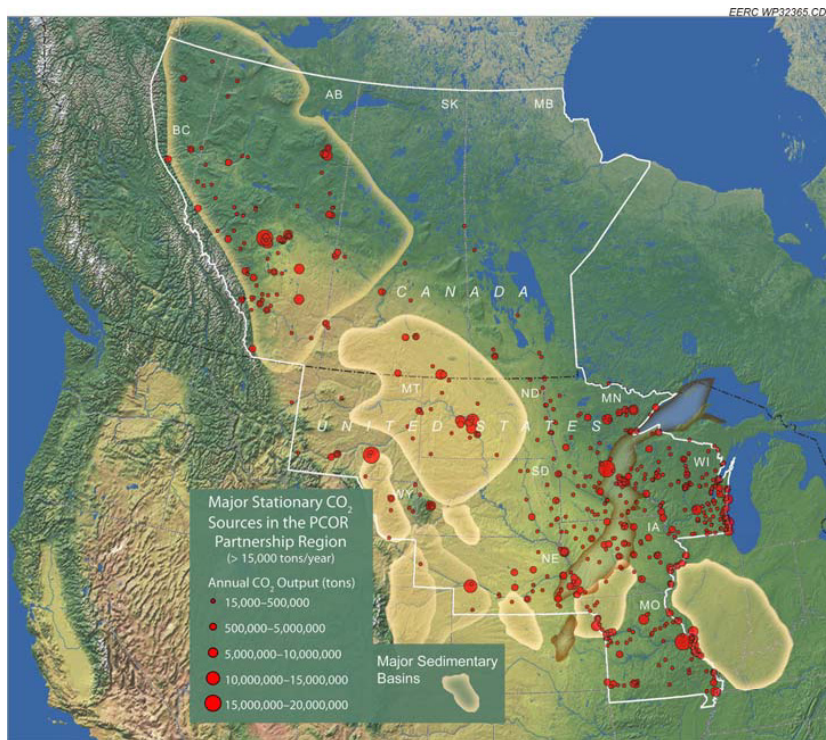 EERC WP32365.CD
AB
SK
MB
BC
C A N A D A
MT
ND
MN
U N I T E D S T A T E S
SD
WI
WY
IA
NE
MO
Major Stationary CO₂
Sources in the PCOR
Partnership Region
(> 15,000 tons/year)
Annual CO₂ Output (tons)
15,000–500,000
500,000–5,000,000
5,000,000–10,000,000
10,000,000–15,000,000
15,000,000–20,000,000
Major Sedimentary
Basins